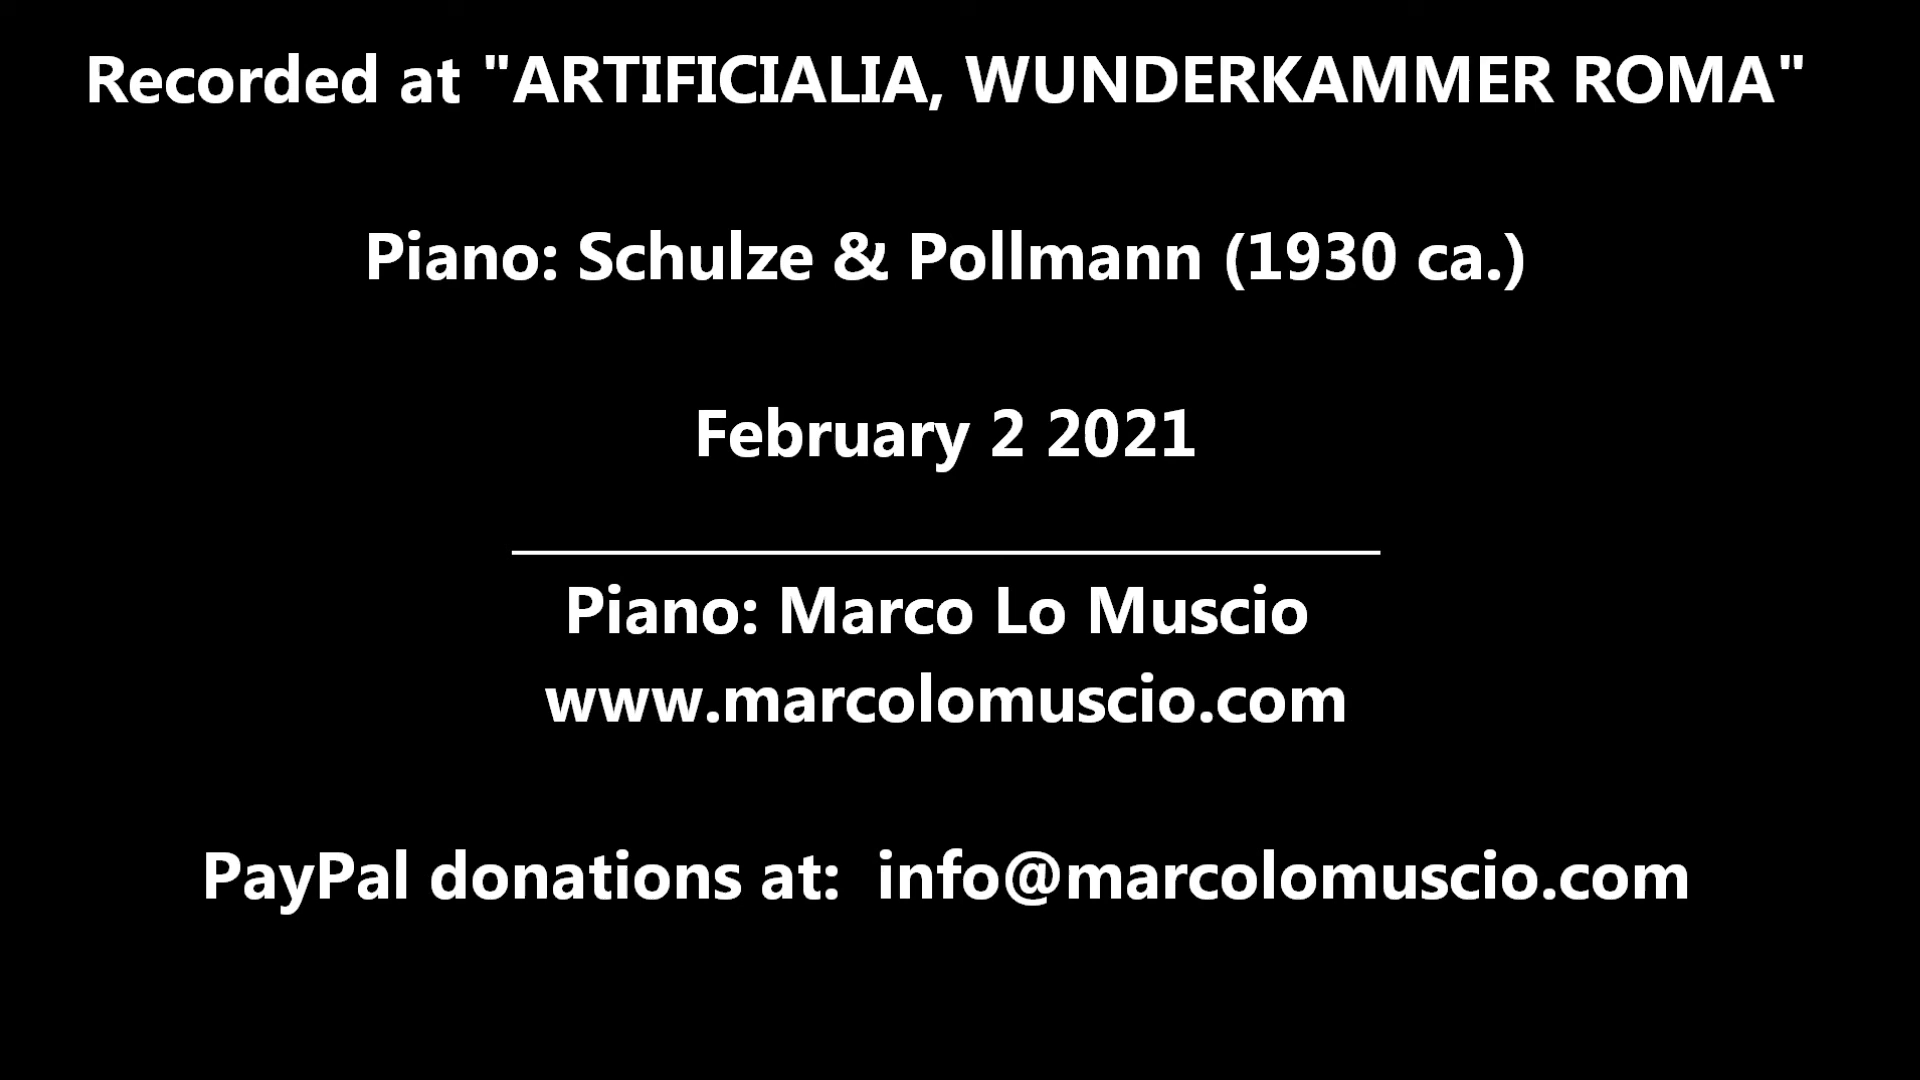 Recorded at "ARTIFICIALIA, WUNDERKAMMER ROMA"
Piano: Schulze & Pollmann (1930 ca.)
February 2 2021
Piano: Marco Lo Muscio
www.marcolomuscio.com
PayPal donations at:  info@marcolomuscio.com